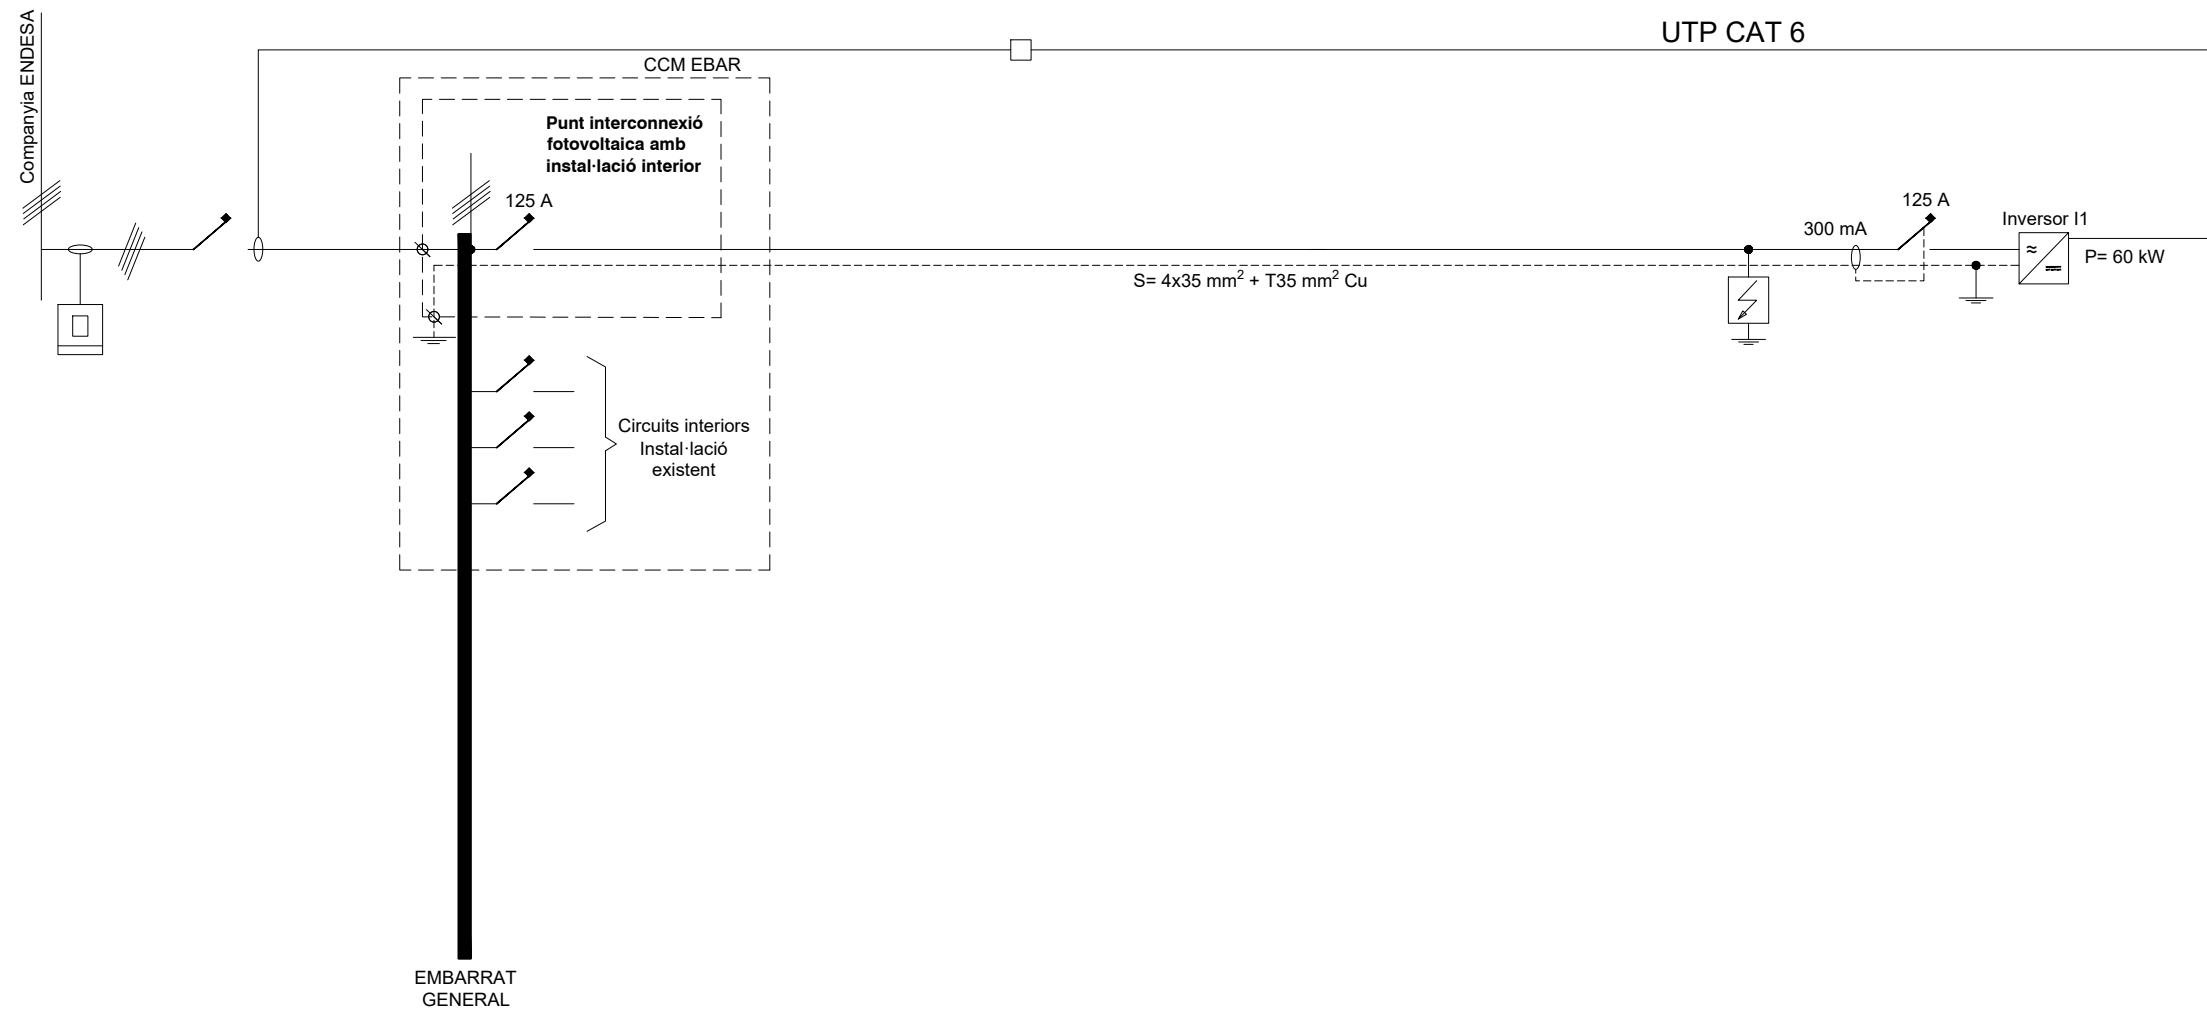 Companyia ENDESA
UTP CAT 6
CCM EBAR
Punt interconnexió
fotovoltaica amb
instal·lació interior
125 A
125 A
Inversor I1
300 mA
P= 60 kW
S= 4x35 mm² + T35 mm² Cu
Circuits interiors
Instal·lació
existent
EMBARRAT
GENERAL